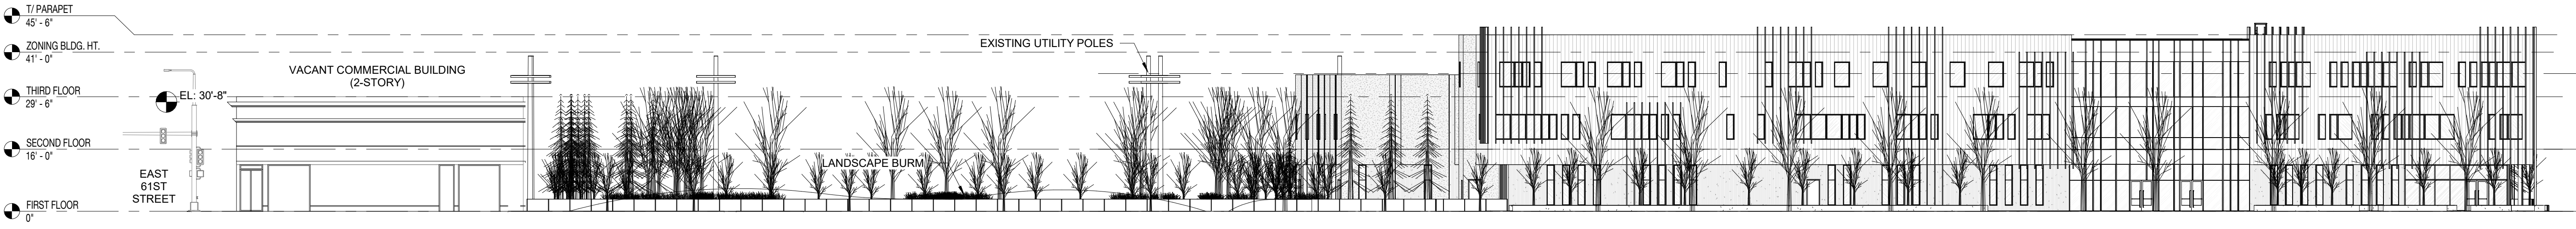 T/ PARAPET
45' - 6"
ZONING BLDG. HT.
41' - 0"
THIRD FLOOR
29' - 6"
SECOND FLOOR
16' - 0"
FIRST FLOOR
0"
EAST
61ST
STREET
EL: 30'-8"
VACANT COMMERCIAL BUILDING
(2-STORY)
LANDSCAPE BURM
EXISTING UTILITY POLES